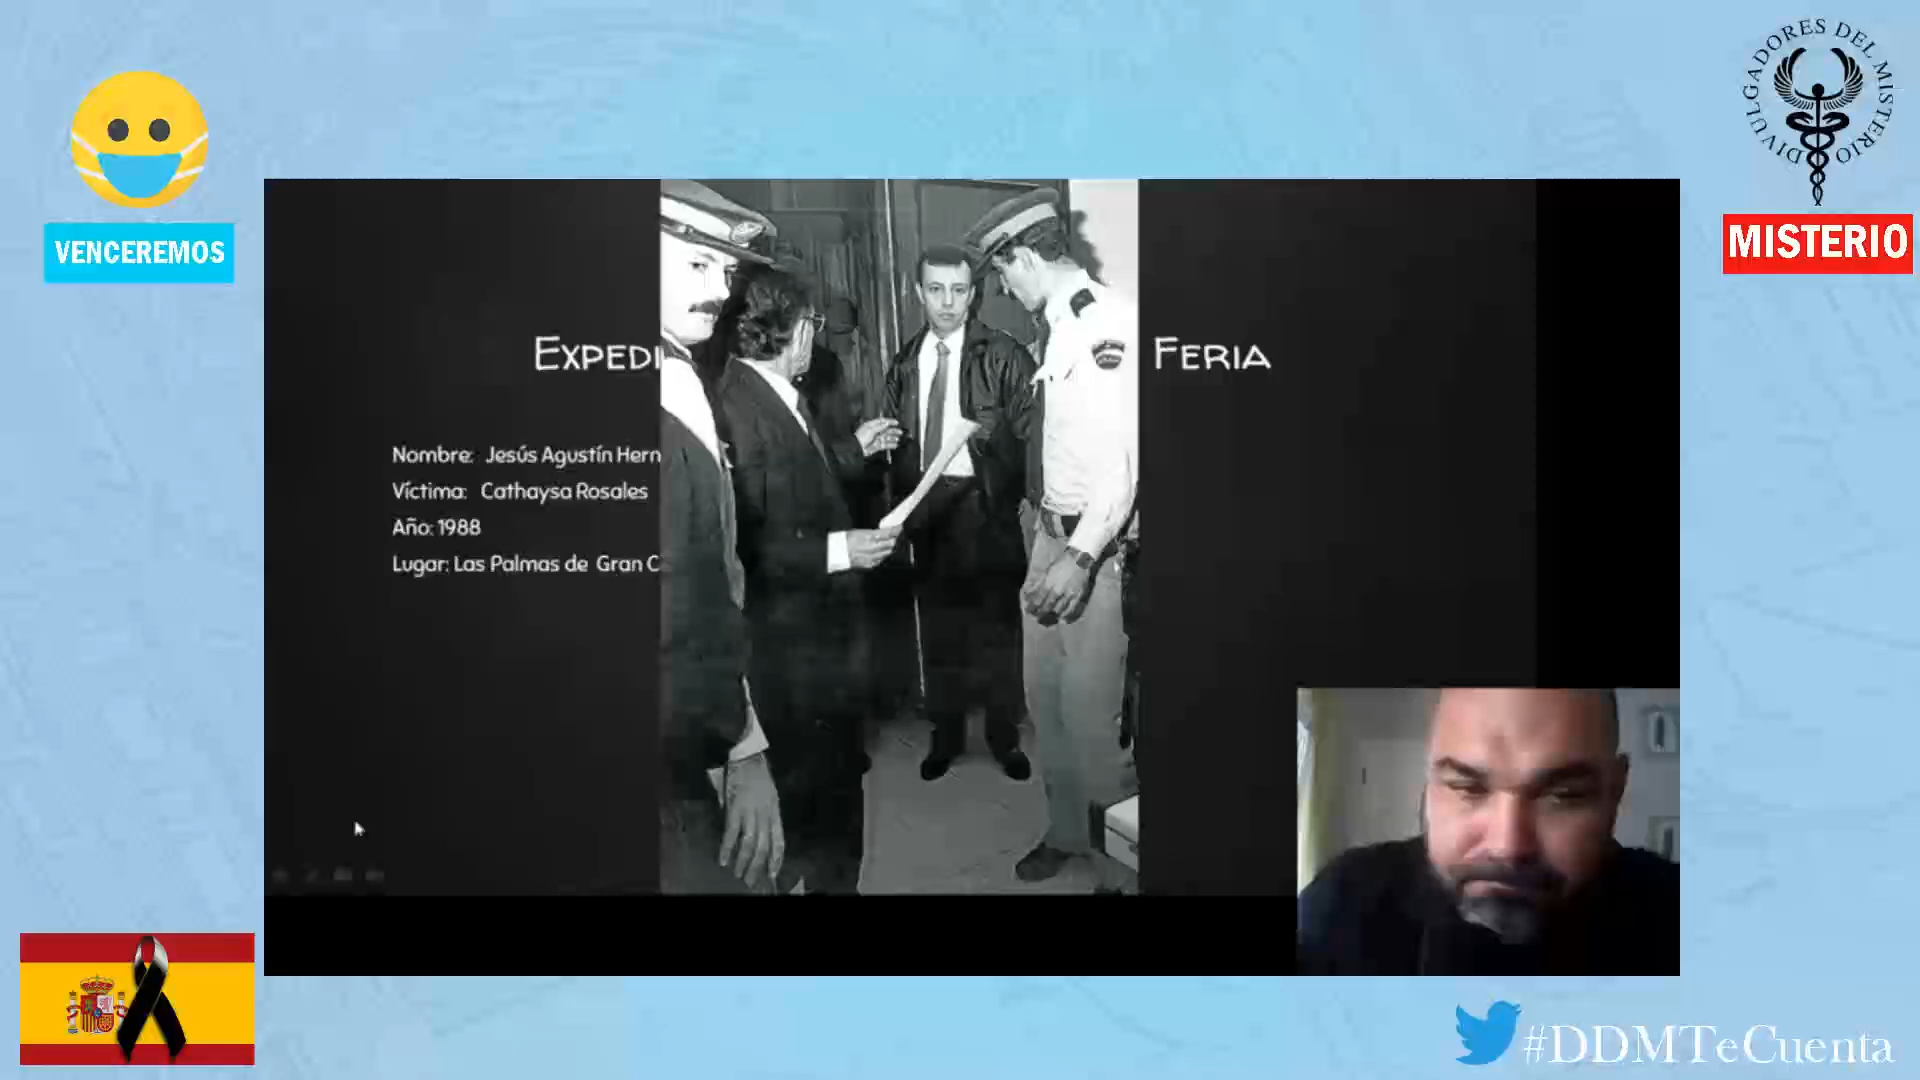 DIVULGADORES DEL MISTERIO
VENCEREMOS
MISTERIO
EXPEDI FERIA
Nombre: Jesús Agustín Hern
Víctima: Cathaysa Rosales
Año: 1988
Lugar: Las Palmas de Gran C
#DDMTeCuenta